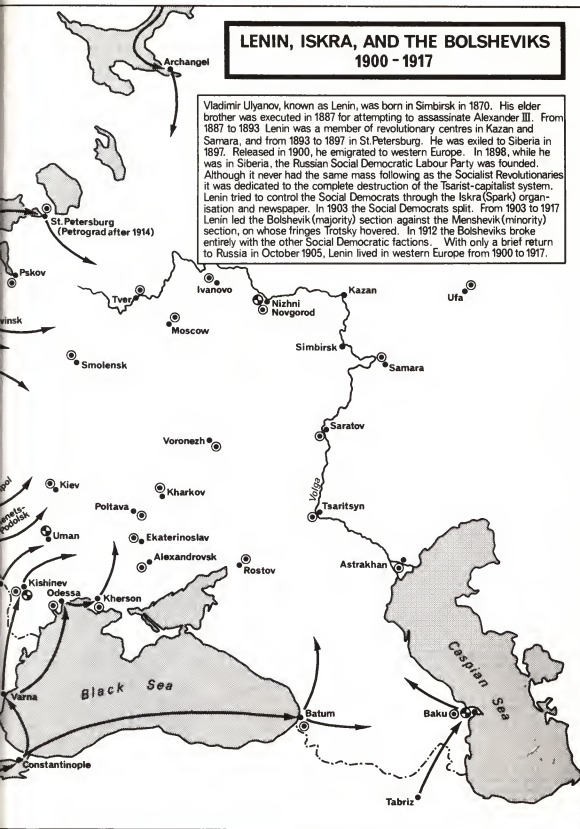 LENIN, ISKRA, AND THE BOLSHEVIKS
1900 - 1917
Vladimir Ulyanov, known as Lenin, was born in Simbirsk in 1870. His elder
brother was executed in 1887 for attempting to assassinate Alexander III. From
1887 to 1893 Lenin was a member of revolutionary centres in Kazan and
Samara, and from 1893 to 1897 in St.Petersburg. He was exiled to Siberia in
1897. Released in 1900, he emigrated to western Europe. In 1898, while he
was in Siberia, the Russian Social Democratic Labour Party was founded.
Although it never had the same mass following as the Socialist Revolutionaries
it was dedicated to the complete destruction of the Tsarist-capitalist system.
Lenin tried to control the Social Democrats through the Iskra (Spark) organ-
isation and newspaper. In 1903 the Social Democrats split. From 1903 to 1917
Lenin led the Bolshevik (majority) section against the Menshevik (minority)
section, on whose fringes Trotsky hovered. In 1912 the Bolsheviks broke
entirely with the other Social Democratic factions. With only a brief return
to Russia in October 1905, Lenin lived in western Europe from 1900 to 1917.
Archangel
St.Petersburg
(Petrograd after 1914)
Pskov
Tver
Ivanovo
Nizhni
Novgorod
Kazan
Ufa
vinsk
Moscow
Simbirsk
Smolensk
Samara
Voronezh
Saratov
Volga
pol
Kiev
Kharkov
enets-
Podolsk
Poltava
Tsaritsyn
Uman
Ekaterinoslav
Alexandrovsk
Rostov
Astrakhan
Kishinev
Odessa
Kherson
Caspian Sea
Varna
Black Sea
Batum
Baku
Constantinople
Tabriz